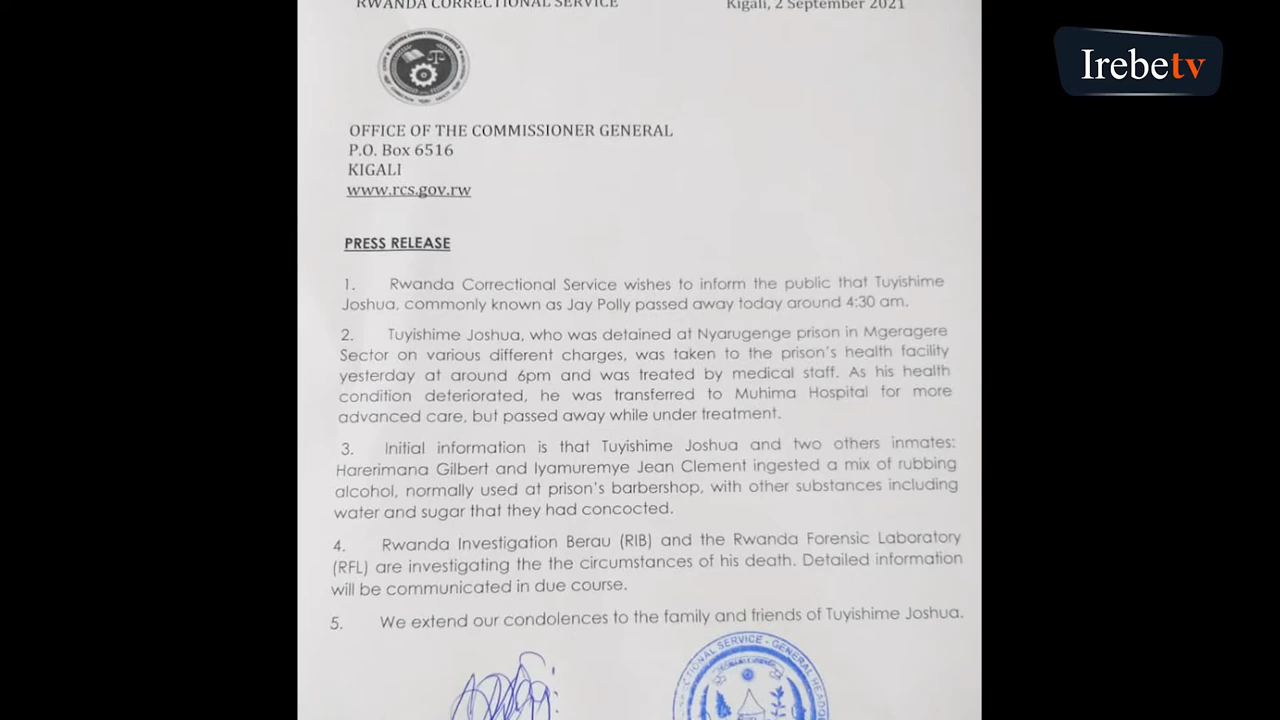 RWANDA CORRECTIONAL SERVICE
Kigali, 2 September 2021
Irebetv
OFFICE OF THE COMMISSIONER GENERAL
P.O. Box 6516
KIGALI
www.rcs.gov.rw
PRESS RELEASE
1. Rwanda Correctional Service wishes to inform the public that Tuyishime
Joshua, commonly known as Jay Polly passed away today around 4:30 am.
2. Tuyishime Joshua, who was detained at Nyarugenge prison in Mgeragere
Sector on various different charges, was taken to the prison's health facility
yesterday at around 6pm and was treated by medical staff. As his health
condition deteriorated, he was transferred to Muhima Hospital for more
advanced care, but passed away while under treatment.
3. Initial information is that Tuyishime Joshua and two others inmates:
Harerimana Gilbert and Iyamuremye Jean Clement ingested a mix of rubbing
alcohol, normally used at prison's barbershop, with other substances including
water and sugar that they had concocted.
4. Rwanda Investigation Berau (RIB) and the Rwanda Forensic Laboratory
(RFL) are investigating the the circumstances of his death. Detailed information
will be communicated in due course.
5. We extend our condolences to the family and friends of Tuyishime Joshua.